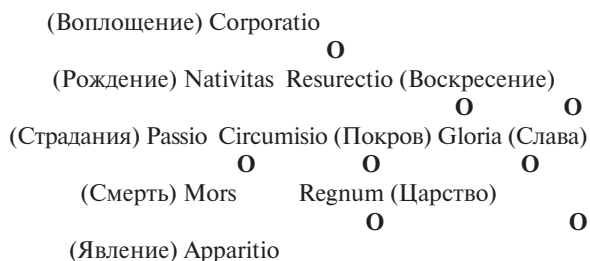 (Воплощение) Corporatio
O
(Рождение) Nativitas Resurectio (Воскресение)
O O
(Страдания) Passio Circumisio (Покров) Gloria (Слава)
O O O
(Смерть) Mors Regnum (Царство)
O O
(Явление) Apparitio